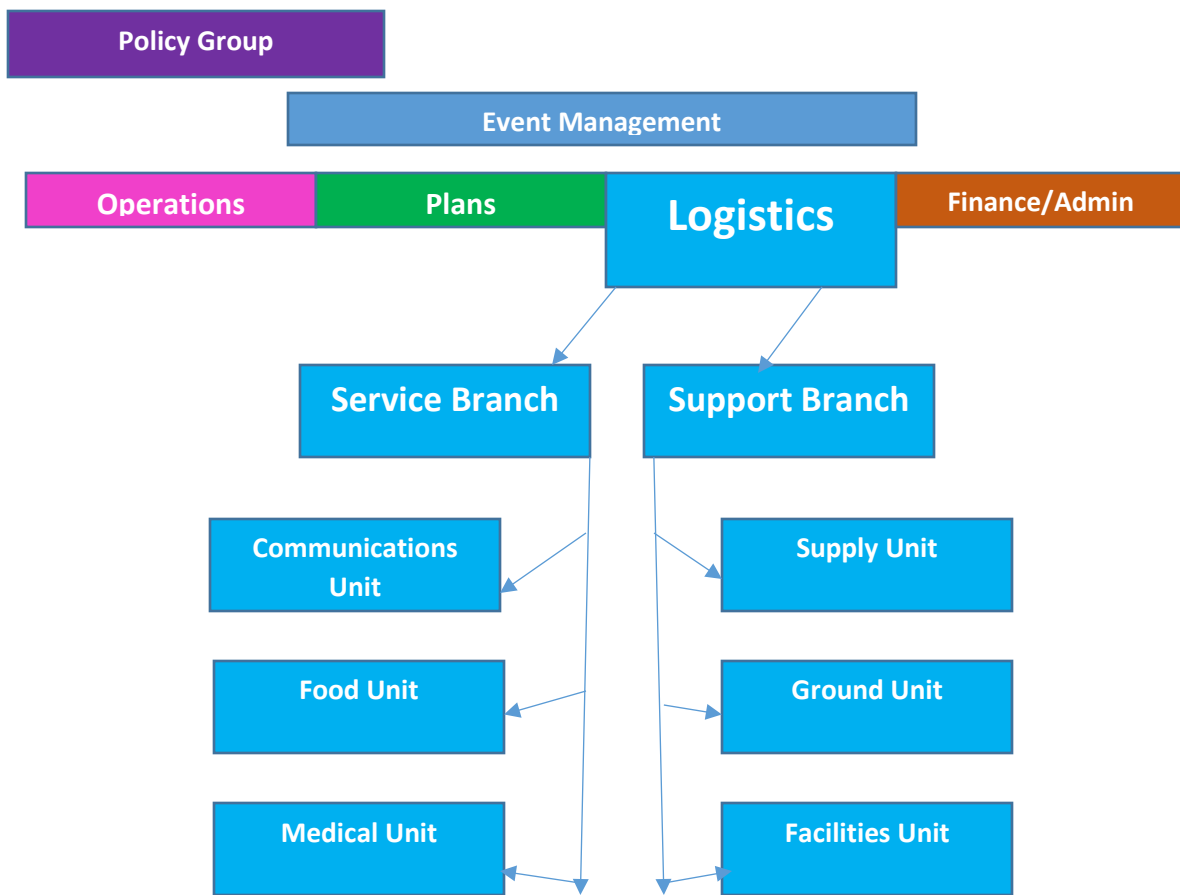 Policy Group
Event Management
Operations
Plans
Logistics
Finance/Admin
Service Branch
Support Branch
Communications
Unit
Supply Unit
Food Unit
Ground Unit
Medical Unit
Facilities Unit